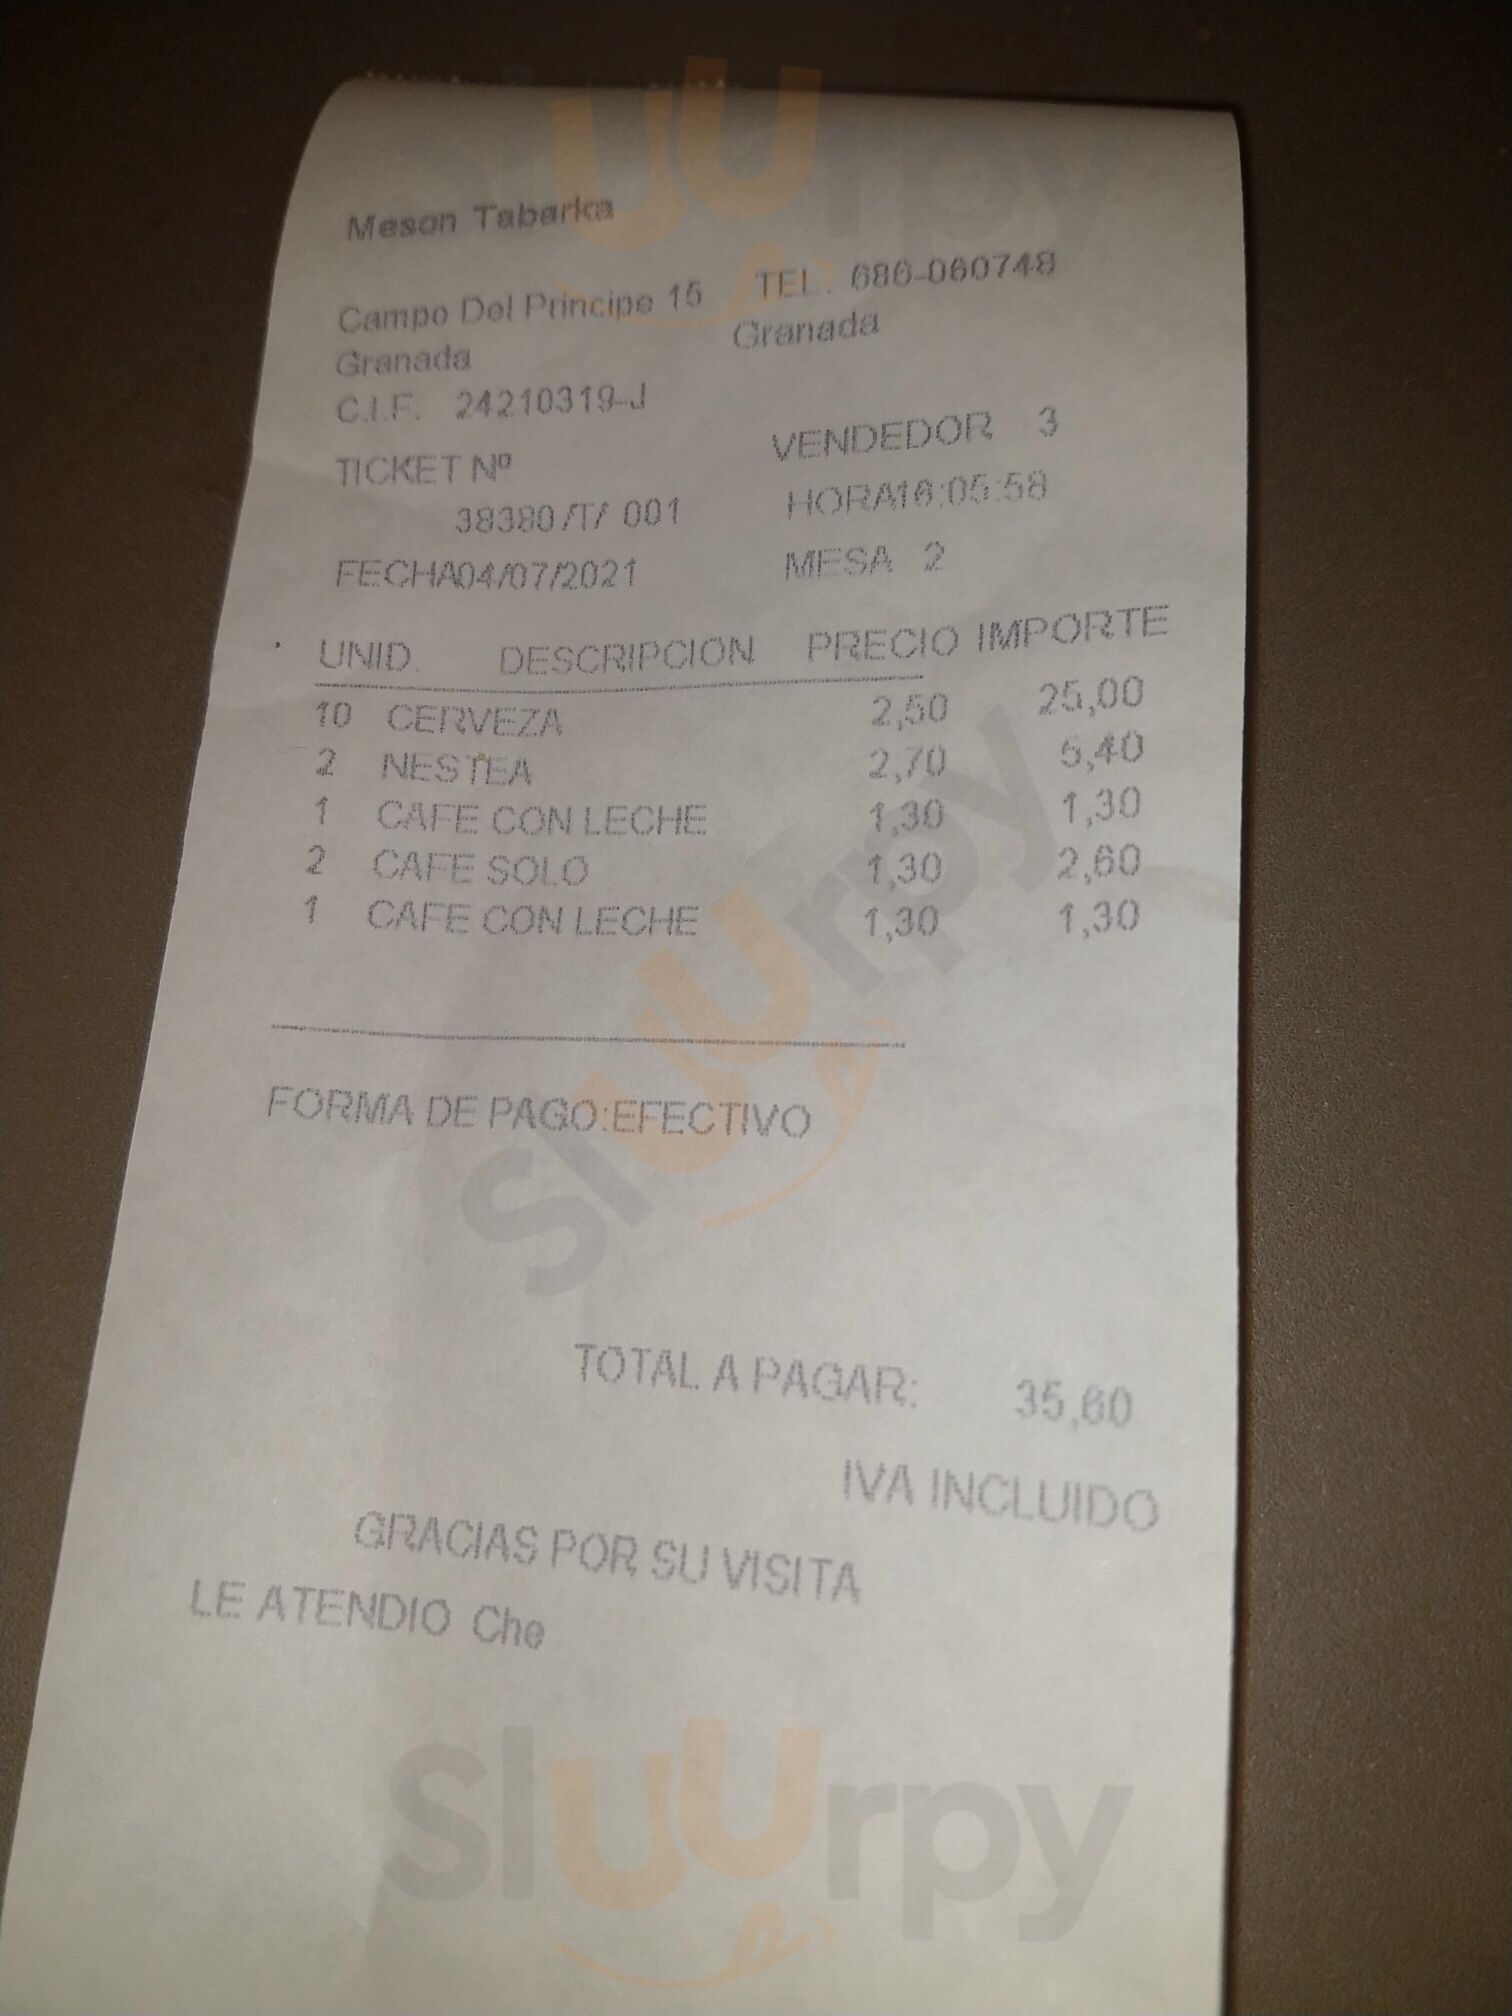 Meson Tabarka
Campo Del Principe 15 TEL. 686-060748
Granada Granada
C.I.F. 24210319-J
TICKET Nº VENDEDOR 3
38380/T/ 001 HORA16:05:58
FECHA04/07/2021 MESA 2
UNID. DESCRIPCION PRECIO IMPORTE
10 CERVEZA 2,50 25,00
2 NESTEA 2,70 5,40
1 CAFE CON LECHE 1,30 1,30
2 CAFE SOLO 1,30 2,60
1 CAFE CON LECHE 1,30 1,30
FORMA DE PAGO:EFECTIVO
TOTAL A PAGAR: 35,60
IVA INCLUIDO
GRACIAS POR SU VISITA
LE ATENDIO Che
slUUrpy
slUUrpy
slUUrpy